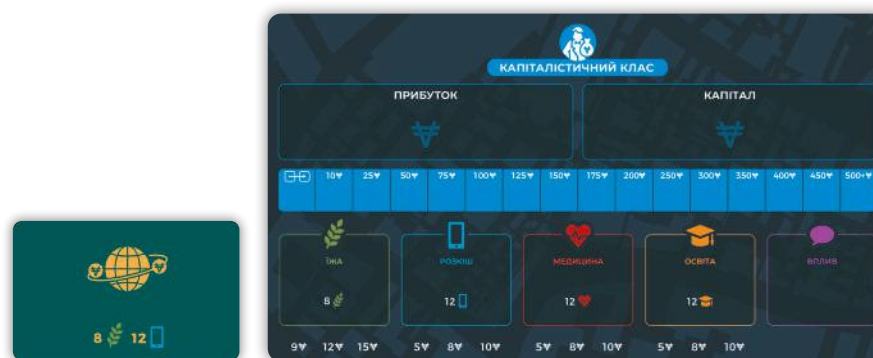 КАПІТАЛІСТИЧНИЙ КЛАС
ПРИБУТОК КАПІТАЛ
10₩ 25₩ 50₩ 75₩ 100₩ 125₩ 150₩ 175₩ 200₩ 250₩ 300₩ 350₩ 400₩ 450₩ 500+₩
ЇЖА РОЗКІШ МЕДИЦИНА ОСВІТА ВПЛИВ
8 12 12 12
8 12
9₩ 12₩ 15₩ 5₩ 8₩ 10₩ 5₩ 8₩ 10₩ 5₩ 8₩ 10₩